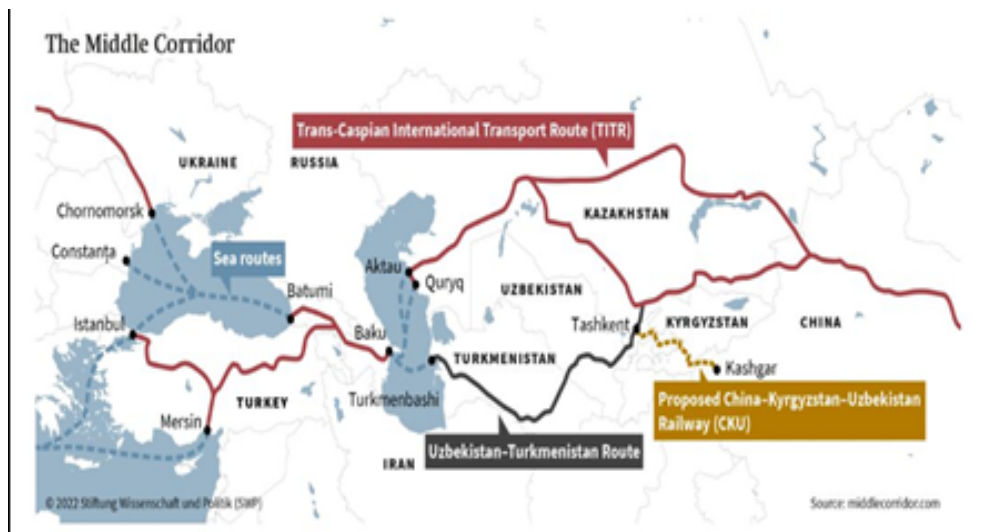 The Middle Corridor
Trans-Caspian International Transport Route (TITR)
UKRAINE
RUSSIA
Chornomorsk
KAZAKHSTAN
Constanța
Sea routes
Aktau
Quryq
Batumi
UZBEKISTAN
Istanbul
Baku
Tashkent
KYRGYZSTAN
CHINA
TURKMENISTAN
Kashgar
TURKEY
Turkmenbashi
Proposed China–Kyrgyzstan–Uzbekistan
Railway (CKU)
Mersin
Uzbekistan–Turkmenistan Route
IRAN
© 2022 Stiftung Wissenschaft und Politik (SWP)
Source: middlecorridor.com